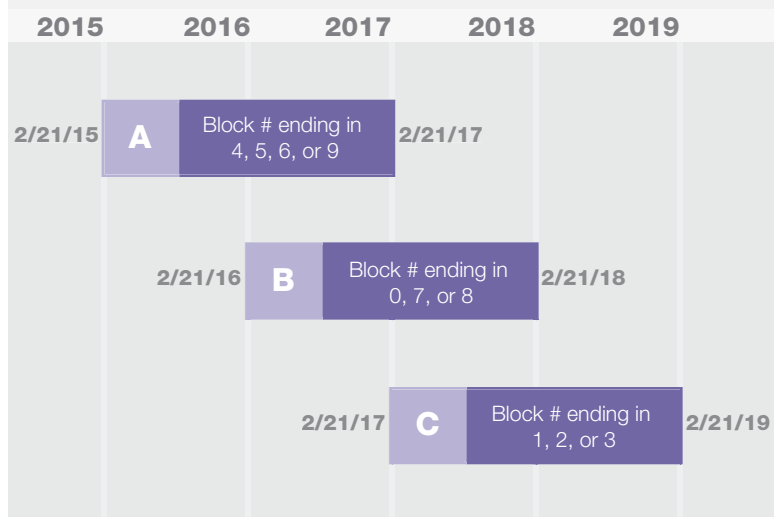 2015 2016 2017 2018 2019
2/21/15 A Block # ending in 2/21/17
4, 5, 6, or 9
2/21/16 B Block # ending in 2/21/18
0, 7, or 8
2/21/17 C Block # ending in 2/21/19
1, 2, or 3